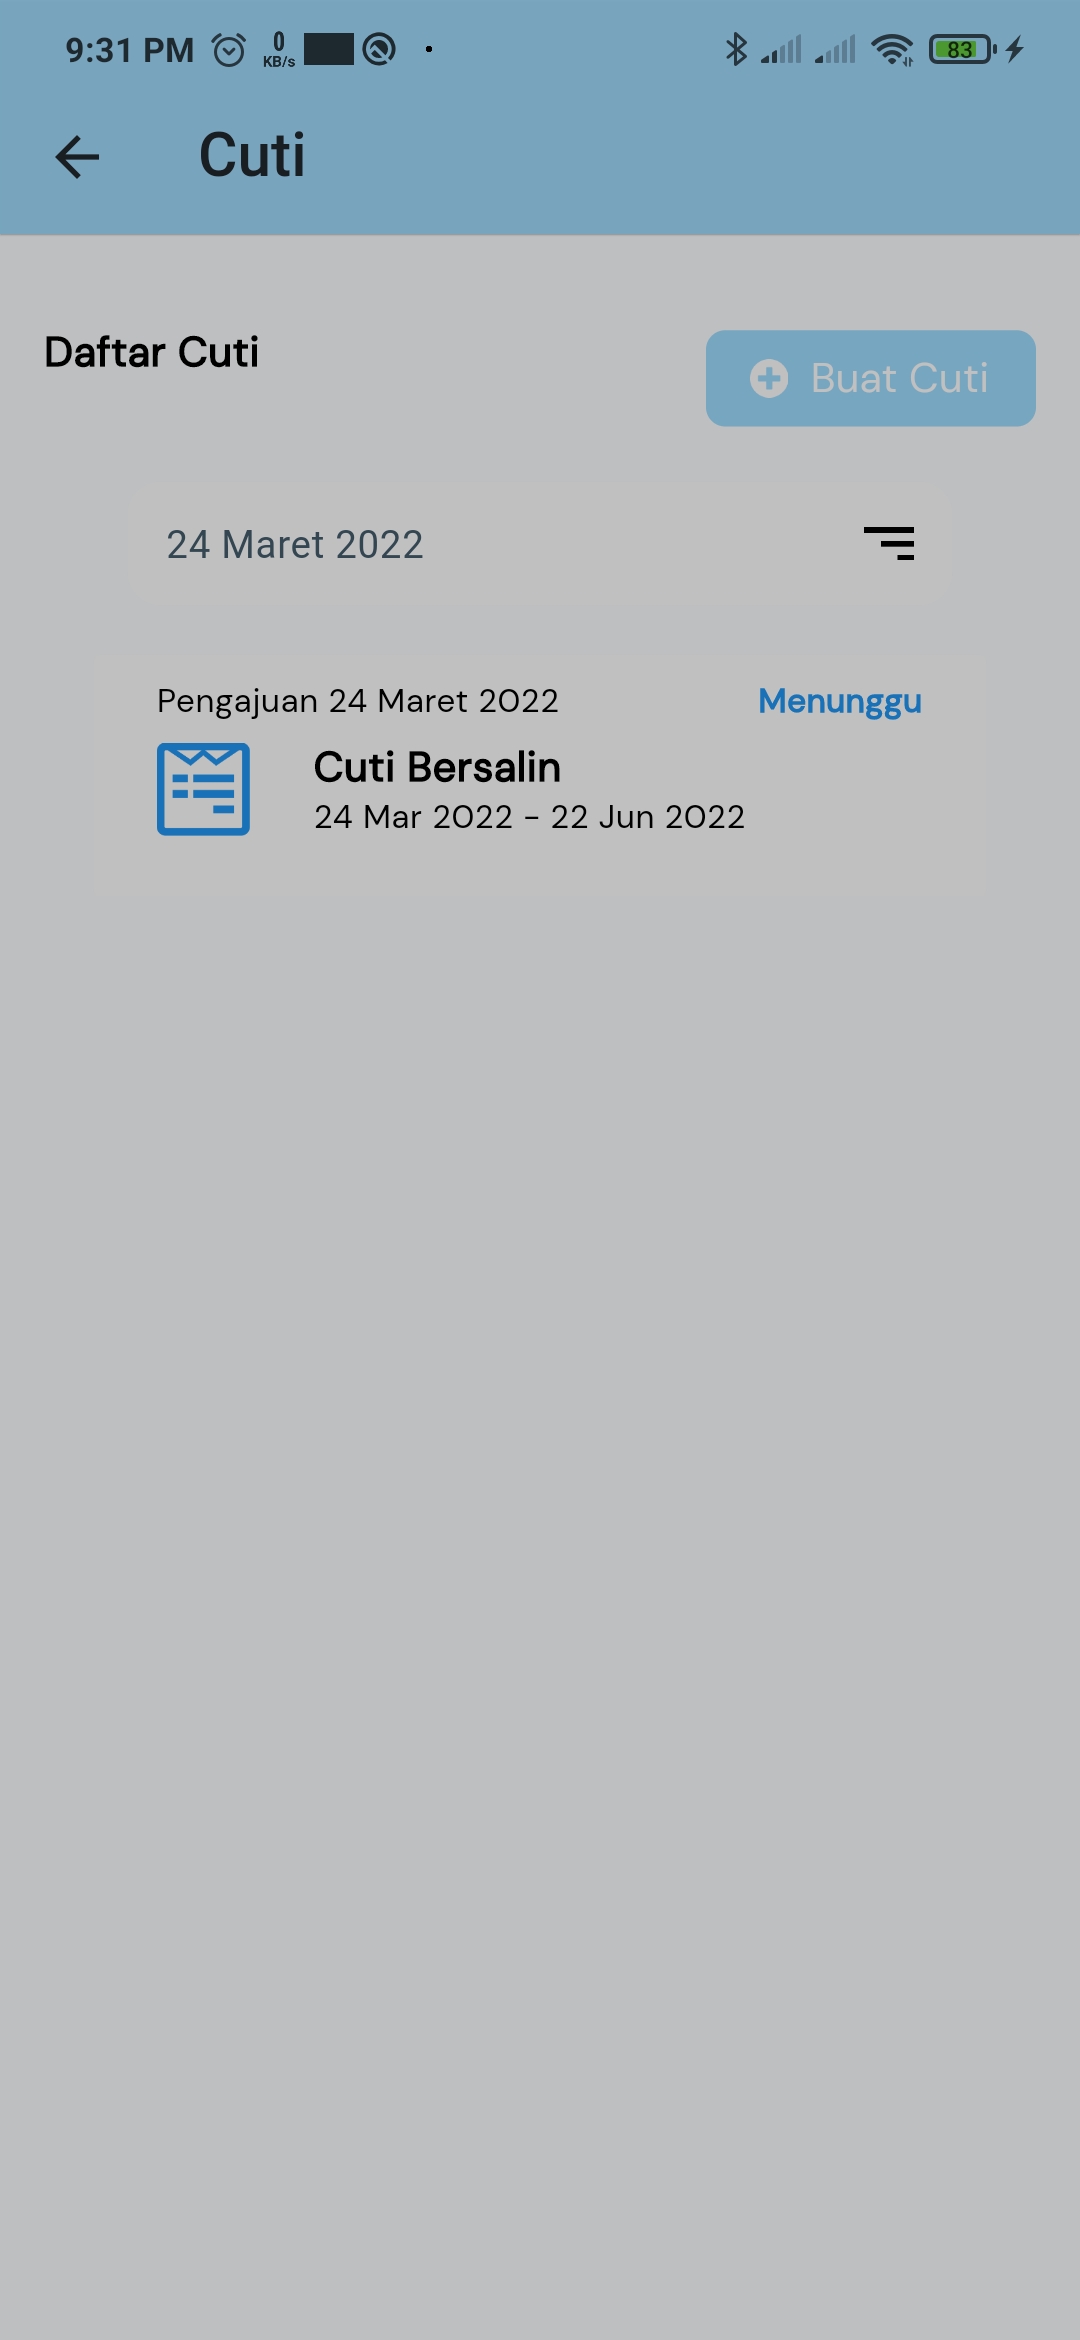 9:31 PM 0 KB/s 83
Cuti
Daftar Cuti
Buat Cuti
24 Maret 2022
Pengajuan 24 Maret 2022 Menunggu
Cuti Bersalin
24 Mar 2022 - 22 Jun 2022